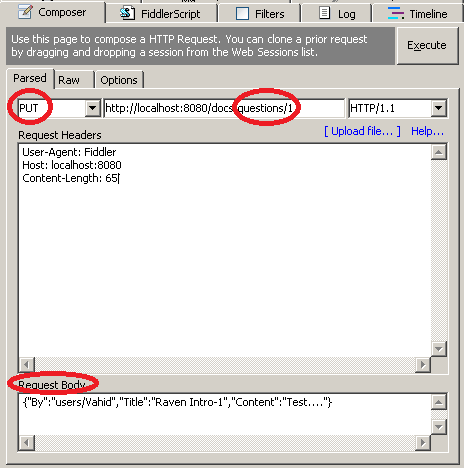 Composer FiddlerScript Filters Log Timeline
Use this page to compose a HTTP Request. You can clone a prior request
by dragging and dropping a session from the Web Sessions list.
Execute
Parsed Raw Options
PUT http://localhost:8080/docs/questions/1 HTTP/1.1
Request Headers [ Upload file... ] Help...
User-Agent: Fiddler
Host: localhost:8080
Content-Length: 65
Request Body
{"By":"users/Vahid","Title":"Raven Intro-1","Content":"Test...."}